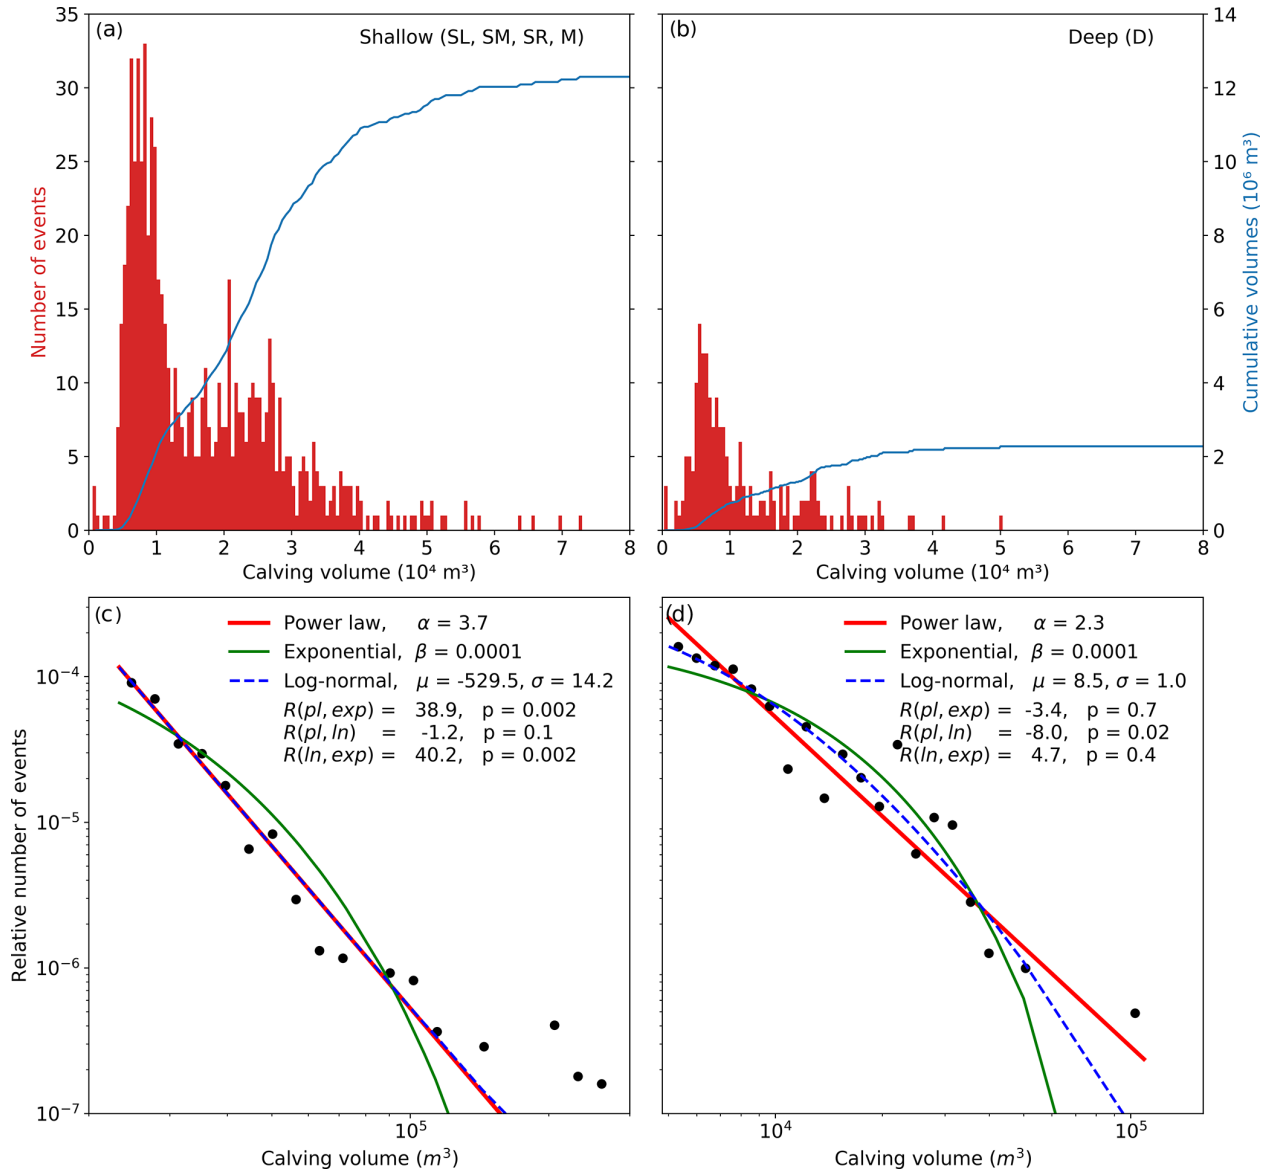 (a)
Shallow (SL, SM, SR, M)
35
30
25
20
15
10
5
0
Number of events
0 1 2 3 4 5 6 7 8
Calving volume (10⁴ m³)
(b)
Deep (D)
14
12
10
8
6
4
2
0
Cumulative volumes (10⁶ m³)
0 1 2 3 4 5 6 7 8
Calving volume (10⁴ m³)
(c)
Power law, α = 3.7
Exponential, β = 0.0001
Log-normal, μ = -529.5, σ = 14.2
R(pl, exp) = 38.9, p = 0.002
R(pl, ln) = -1.2, p = 0.1
R(ln, exp) = 40.2, p = 0.002
10⁻⁴
10⁻⁵
10⁻⁶
10⁻⁷
Relative number of events
10⁵
Calving volume (m³)
(d)
Power law, α = 2.3
Exponential, β = 0.0001
Log-normal, μ = 8.5, σ = 1.0
R(pl, exp) = -3.4, p = 0.7
R(pl, ln) = -8.0, p = 0.02
R(ln, exp) = 4.7, p = 0.4
10⁴ 10⁵
Calving volume (m³)